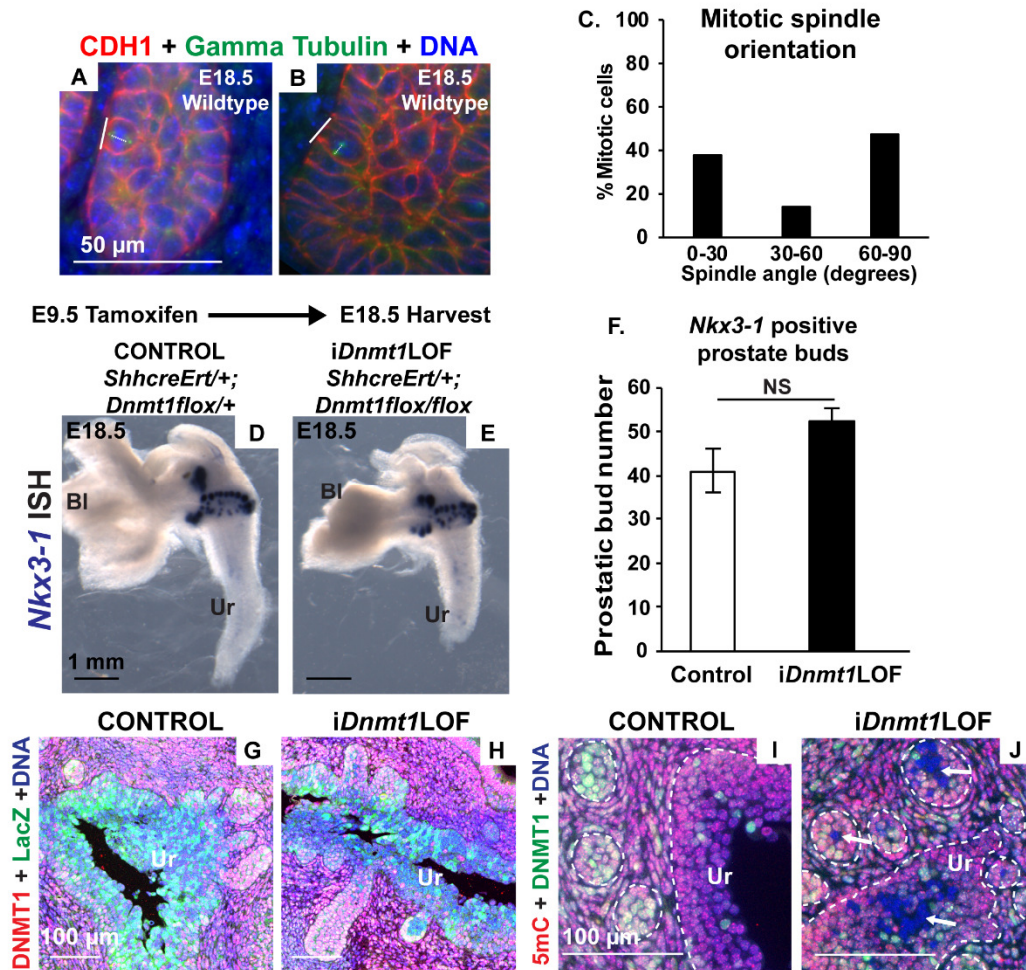 CDH1 + Gamma Tubulin + DNA
A
E18.5
Wildtype
50 µm
B
E18.5
Wildtype
C.
Mitotic spindle
orientation
% Mitotic cells
100
80
60
40
20
0
0-30
30-60
60-90
Spindle angle (degrees)
E9.5 Tamoxifen
E18.5 Harvest
CONTROL
ShhcreErt/+;
Dnmt1flox/+
iDnmt1LOF
ShhcreErt/+;
Dnmt1flox/flox
Nkx3-1 ISH
E18.5
D
Bl
Ur
1 mm
E18.5
E
Bl
Ur
F.
Nkx3-1 positive
prostate buds
NS
Prostatic bud number
60
50
40
30
20
10
0
Control
iDnmt1LOF
CONTROL
iDnmt1LOF
DNMT1 + LacZ +DNA
G
Ur
100 µm
H
Ur
CONTROL
iDnmt1LOF
5mC + DNMT1 +DNA
I
Ur
100 µm
J
Ur